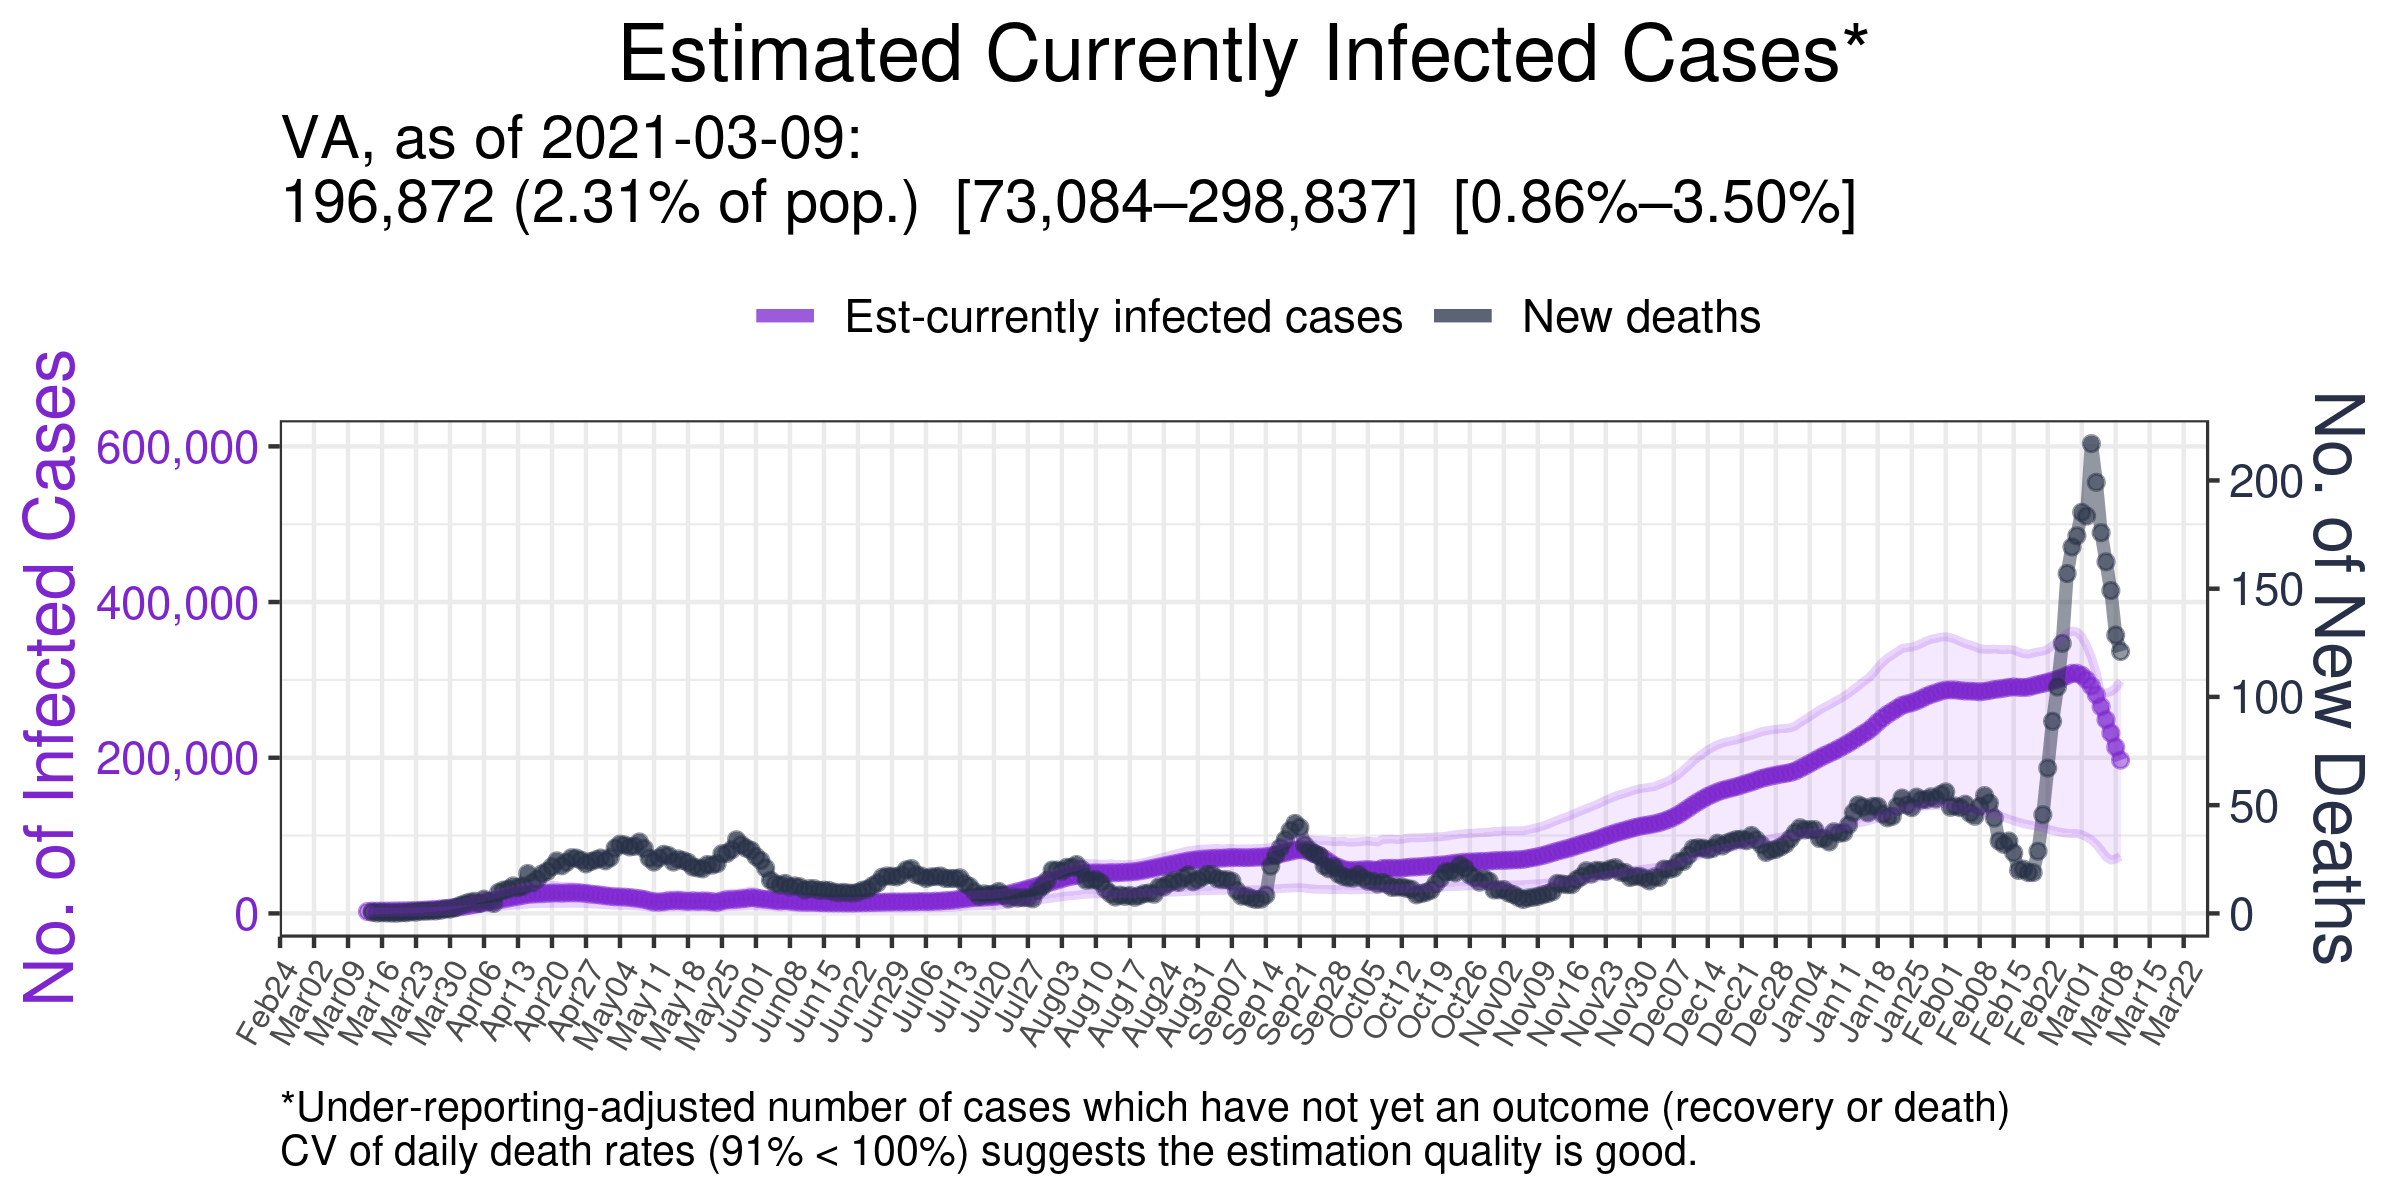 Estimated Currently Infected Cases*
VA, as of 2021-03-09:
196,872 (2.31% of pop.)  [73,084–298,837]  [0.86%–3.50%]
Est-currently infected cases
New deaths
No. of Infected Cases
600,000
400,000
200,000
0
No. of New Deaths
200
150
100
50
0
Feb24
Mar02
Mar09
Mar16
Mar23
Mar30
Apr06
Apr13
Apr20
Apr27
May04
May11
May18
May25
Jun01
Jun08
Jun15
Jun22
Jun29
Jul06
Jul13
Jul20
Jul27
Aug03
Aug10
Aug17
Aug24
Aug31
Sep07
Sep14
Sep21
Sep28
Oct05
Oct12
Oct19
Oct26
Nov02
Nov09
Nov16
Nov23
Nov30
Dec07
Dec14
Dec21
Dec28
Jan04
Jan11
Jan18
Jan25
Feb01
Feb08
Feb15
Feb22
Mar01
Mar08
Mar15
Mar22
*Under-reporting-adjusted number of cases which have not yet an outcome (recovery or death)
CV of daily death rates (91% < 100%) suggests the estimation quality is good.